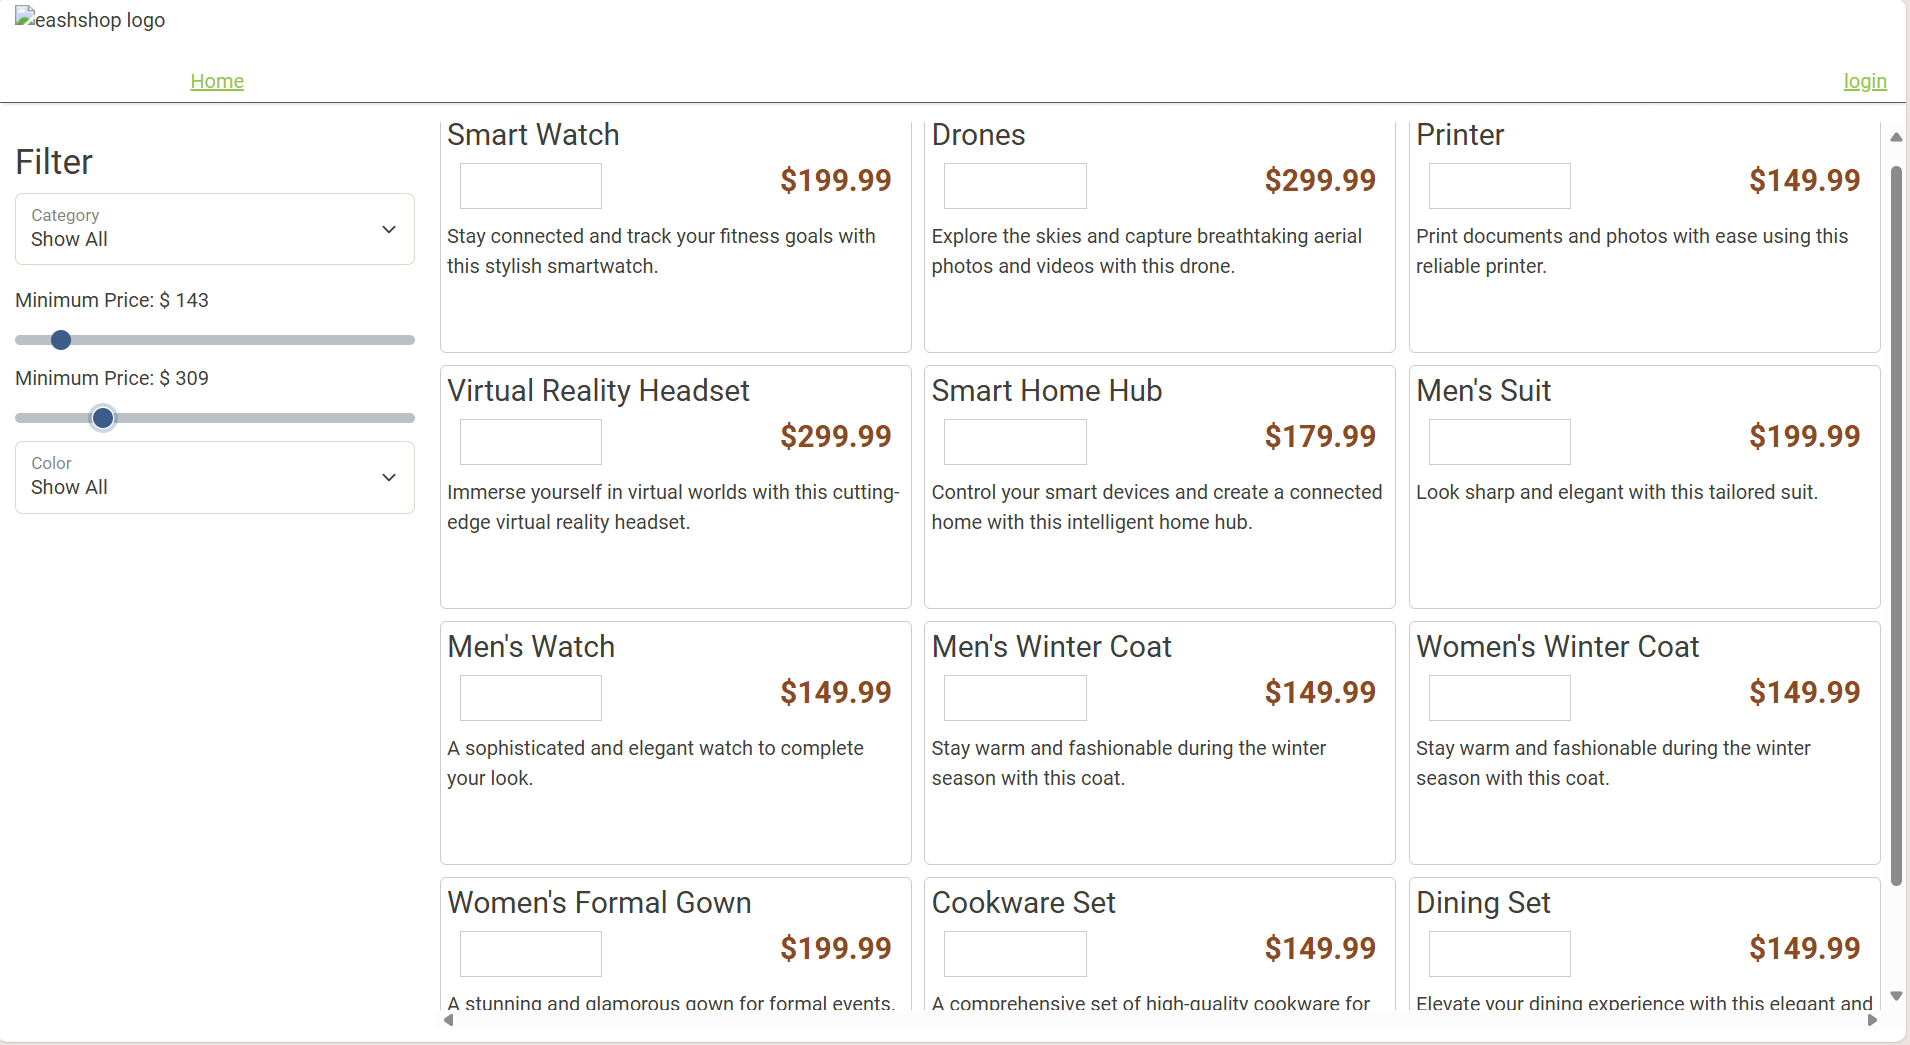 eashshop logo
Home
login
Filter
Category
Show All
Minimum Price: $ 143
Minimum Price: $ 309
Color
Show All
Smart Watch
$199.99
Stay connected and track your fitness goals with
this stylish smartwatch.
Drones
$299.99
Explore the skies and capture breathtaking aerial
photos and videos with this drone.
Printer
$149.99
Print documents and photos with ease using this
reliable printer.
Virtual Reality Headset
$299.99
Immerse yourself in virtual worlds with this cutting-
edge virtual reality headset.
Smart Home Hub
$179.99
Control your smart devices and create a connected
home with this intelligent home hub.
Men's Suit
$199.99
Look sharp and elegant with this tailored suit.
Men's Watch
$149.99
A sophisticated and elegant watch to complete
your look.
Men's Winter Coat
$149.99
Stay warm and fashionable during the winter
season with this coat.
Women's Winter Coat
$149.99
Stay warm and fashionable during the winter
season with this coat.
Women's Formal Gown
$199.99
A stunning and glamorous gown for formal events.
Cookware Set
$149.99
A comprehensive set of high-quality cookware for
Dining Set
$149.99
Elevate your dining experience with this elegant and